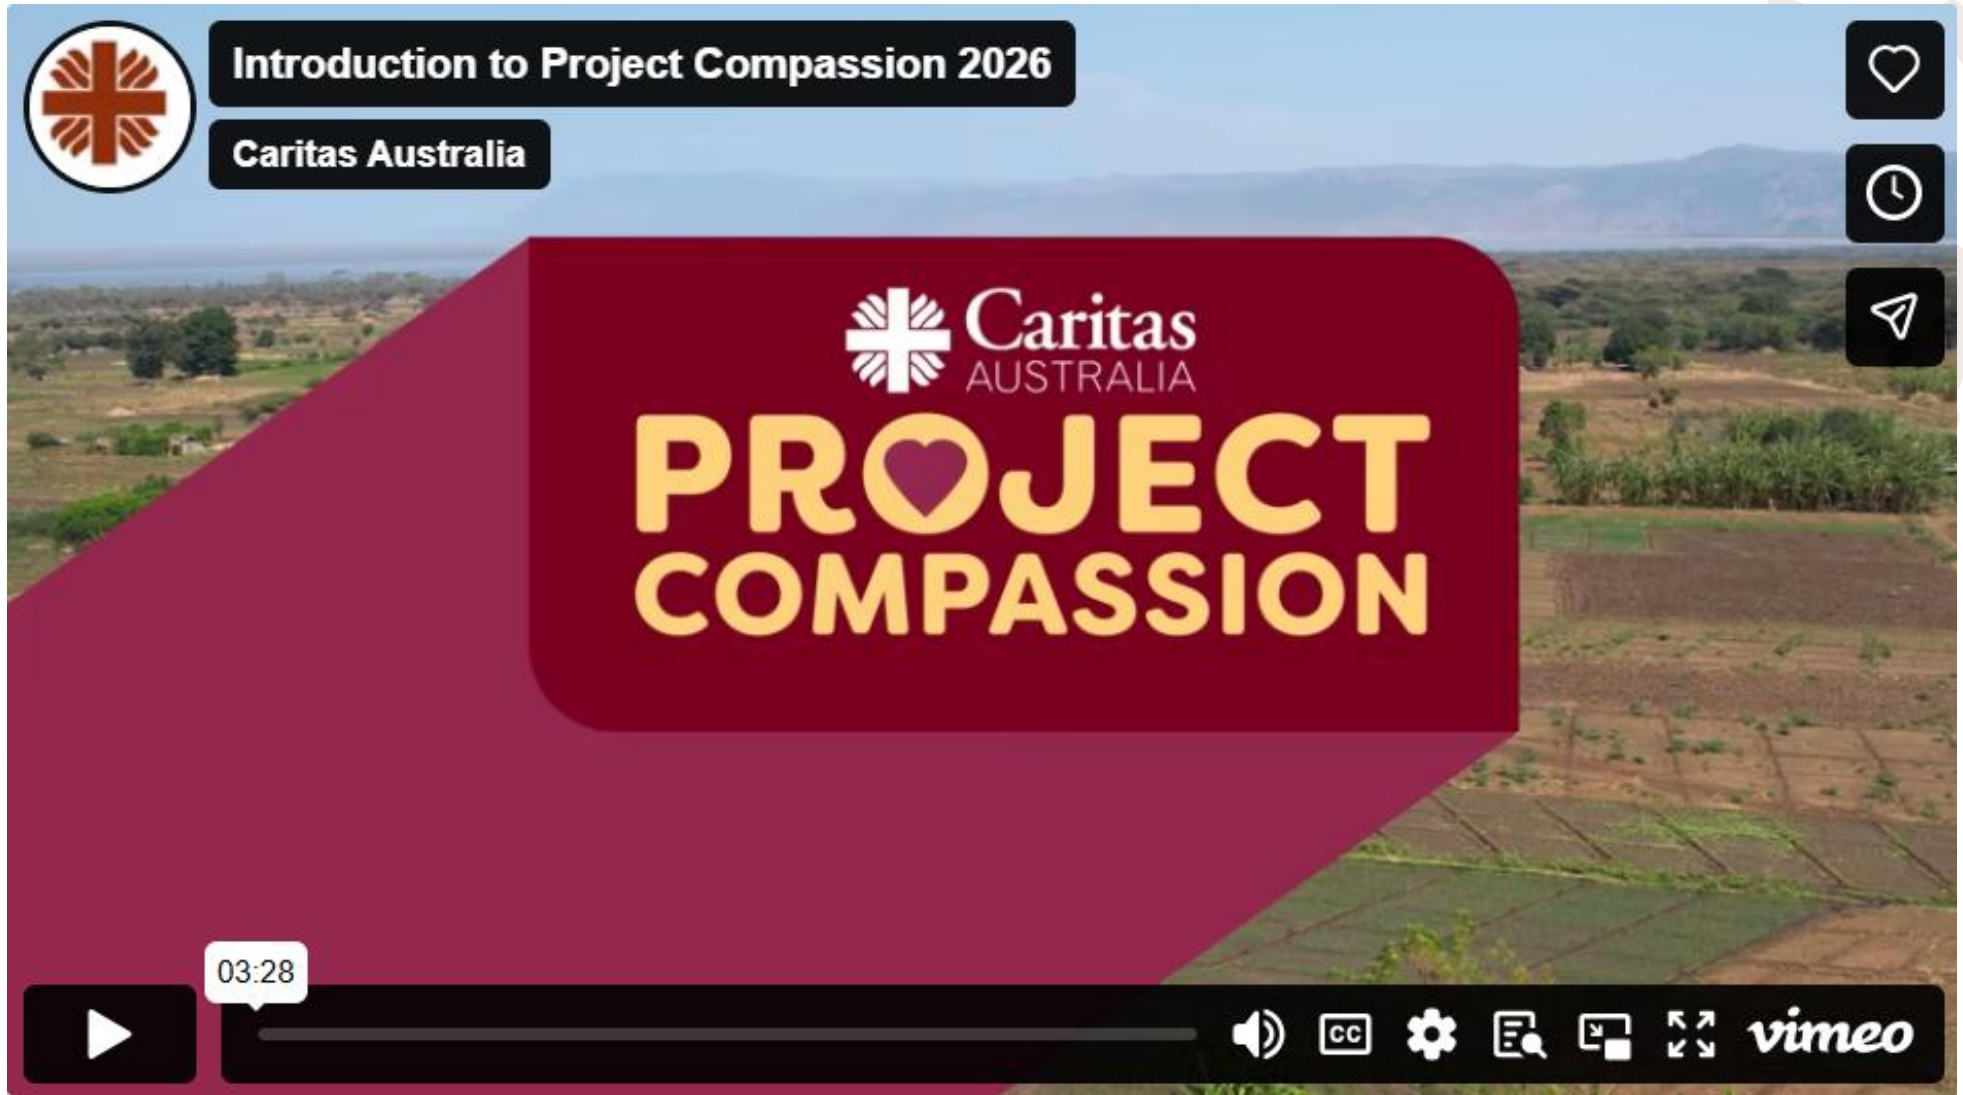 Introduction to Project Compassion 2026
Caritas Australia
Caritas
AUSTRALIA
PROJECT
COMPASSION
03:28
CC
vimeo